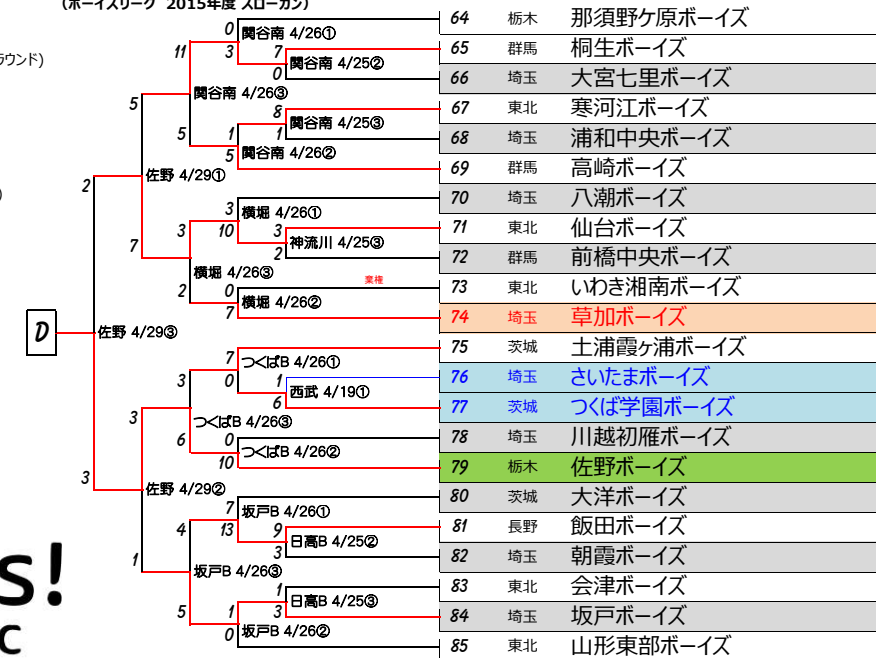 (ボーイズリーグ 2015年度 スローガン)
ラウンド)
)
64 栃木 那須野ケ原ボーイズ
0 関谷南 4/26①
3
65 群馬 桐生ボーイズ
11
7 関谷南 4/25②
0
66 埼玉 大宮七里ボーイズ
関谷南 4/26③
5
67 東北 寒河江ボーイズ
8 関谷南 4/25③
1
68 埼玉 浦和中央ボーイズ
5
1 関谷南 4/26②
5
69 群馬 高崎ボーイズ
佐野 4/29①
2
70 埼玉 八潮ボーイズ
3 横堀 4/26①
10
71 東北 仙台ボーイズ
3
3 神流川 4/25③
2
72 群馬 前橋中央ボーイズ
7
横堀 4/26③
2
73 東北 いわき湘南ボーイズ
0 横堀 4/26②
7
74 埼玉 草加ボーイズ
D 佐野 4/29③
75 茨城 土浦霞ヶ浦ボーイズ
7 つくばB 4/26①
0
76 埼玉 さいたまボーイズ
3
1 西武 4/19①
6
77 茨城 つくば学園ボーイズ
3
つくばB 4/26③
6
78 埼玉 川越初雁ボーイズ
0 つくばB 4/26②
10
79 栃木 佐野ボーイズ
3
佐野 4/29②
80 茨城 大洋ボーイズ
7 坂戸B 4/26①
13
81 長野 飯田ボーイズ
4
9 日高B 4/25②
3
82 埼玉 朝霞ボーイズ
1
坂戸B 4/26③
5
83 東北 会津ボーイズ
1 日高B 4/25③
3
84 埼玉 坂戸ボーイズ
1 坂戸B 4/26②
0
85 東北 山形東部ボーイズ
s!
C